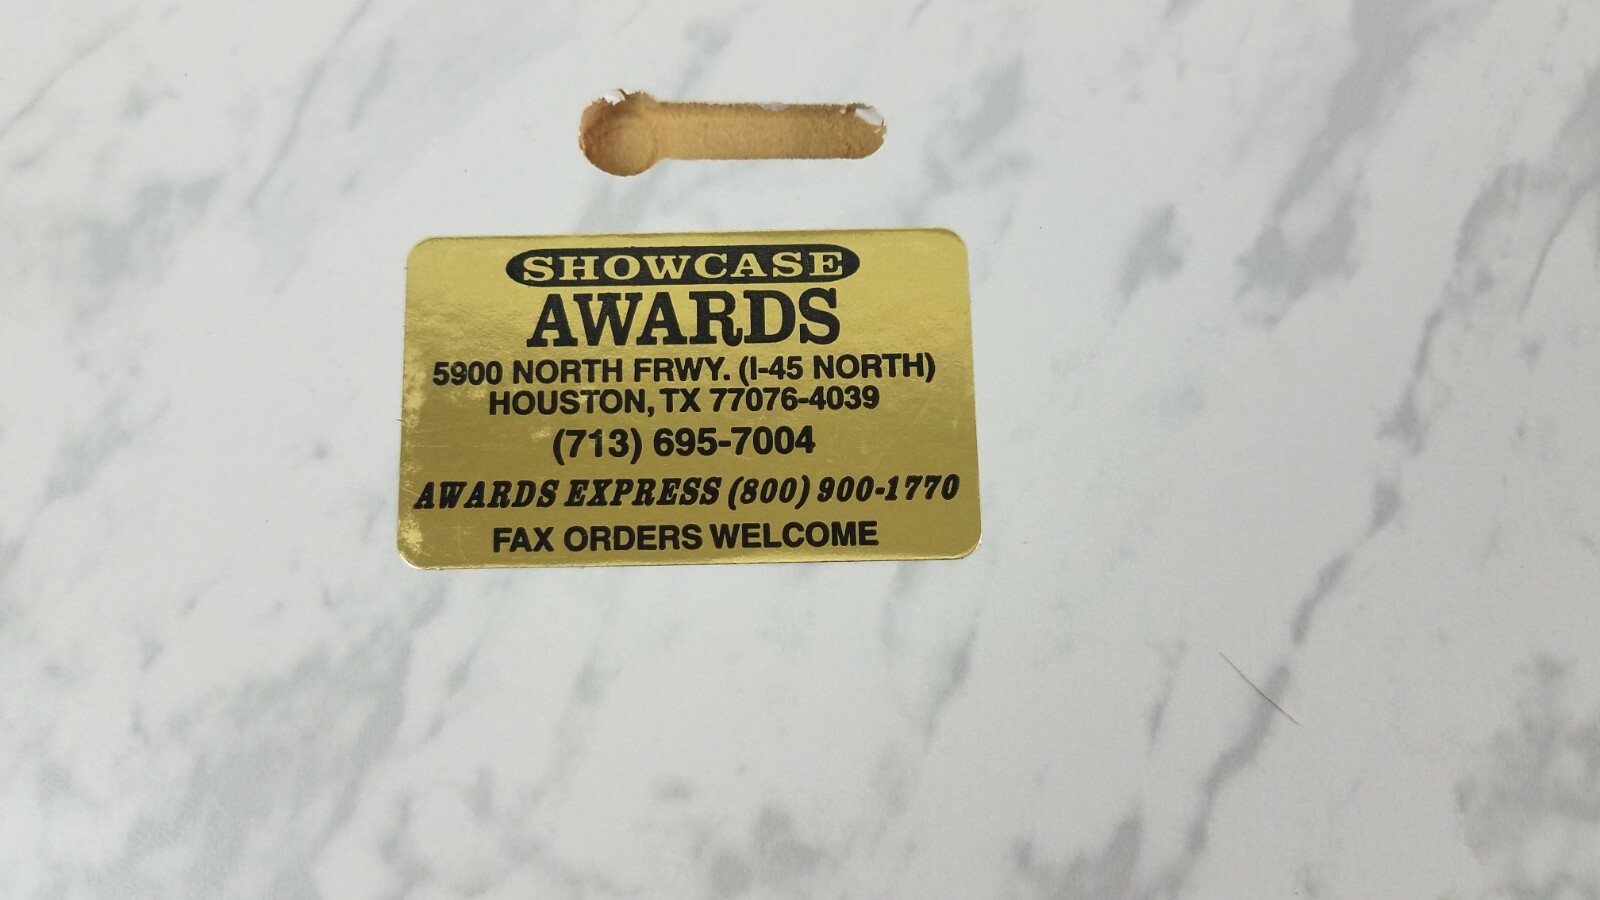 SHOWCASE
AWARDS
5900 NORTH FRWY. (I-45 NORTH)
HOUSTON, TX 77076-4039
(713) 695-7004
AWARDS EXPRESS (800) 900-1770
FAX ORDERS WELCOME